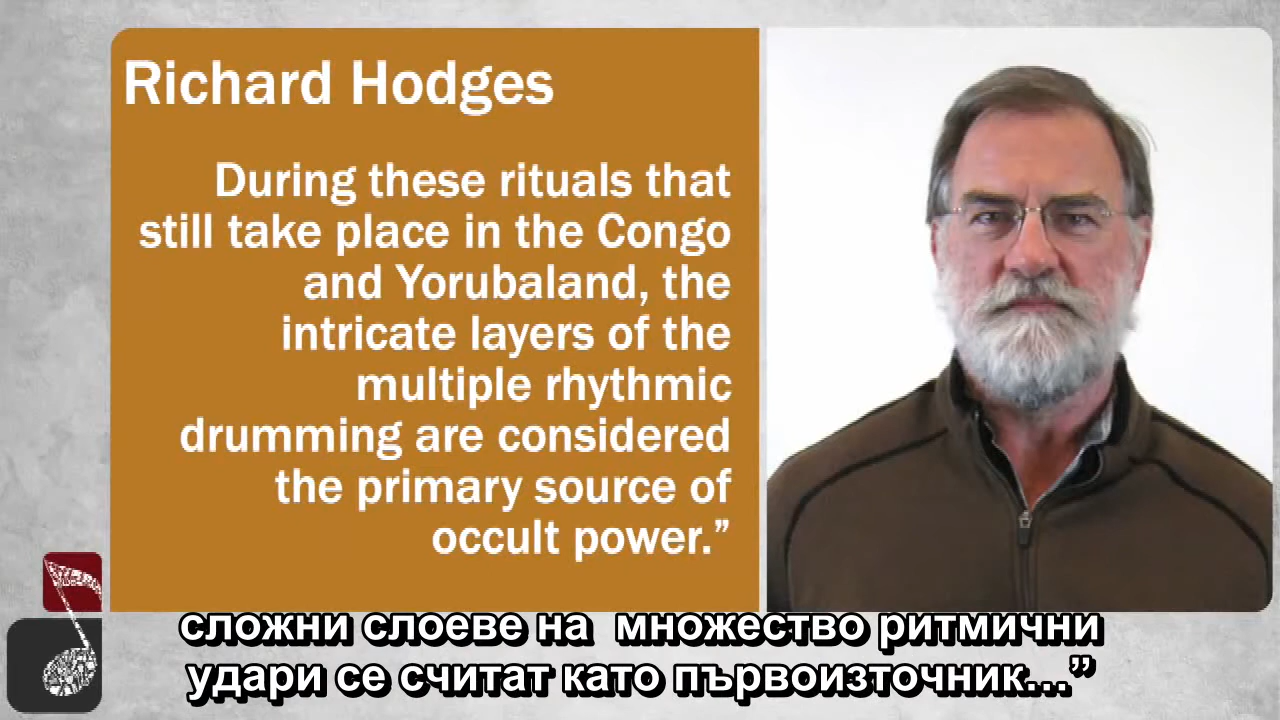 Richard Hodges
During these rituals that
still take place in the Congo
and Yorubaland, the
intricate layers of the
multiple rhythmic
drumming are considered
the primary source of
occult power.”
сложни слоеве на  множество ритмични
удари се считат като първоизточник...”